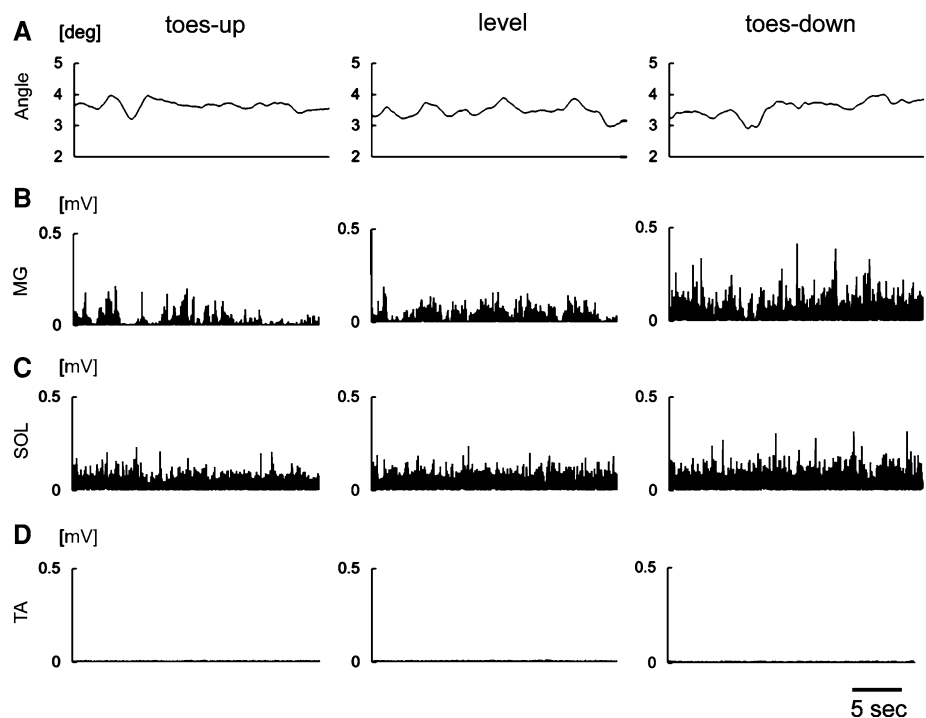 toes-up level toes-down
A [deg]
Angle
5 5 5
4 4 4
3 3 3
2 2 2
B [mV]
MG
0.5 0.5 0.5
0 0 0
C [mV]
SOL
0.5 0.5 0.5
0 0 0
D [mV]
TA
0.5 0.5 0.5
0 0 0
5 sec